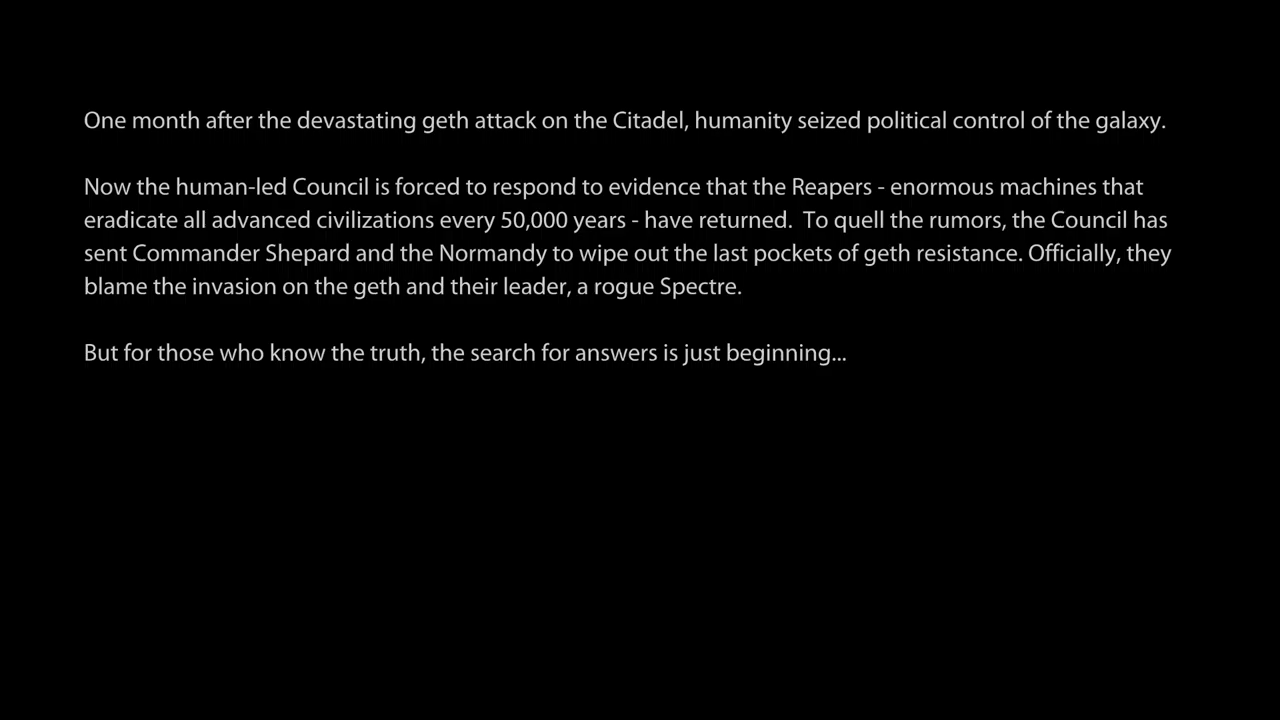 One month after the devastating geth attack on the Citadel, humanity seized political control of the galaxy.
Now the human-led Council is forced to respond to evidence that the Reapers - enormous machines that
eradicate all advanced civilizations every 50,000 years - have returned.  To quell the rumors, the Council has
sent Commander Shepard and the Normandy to wipe out the last pockets of geth resistance. Officially, they
blame the invasion on the geth and their leader, a rogue Spectre.
But for those who know the truth, the search for answers is just beginning...